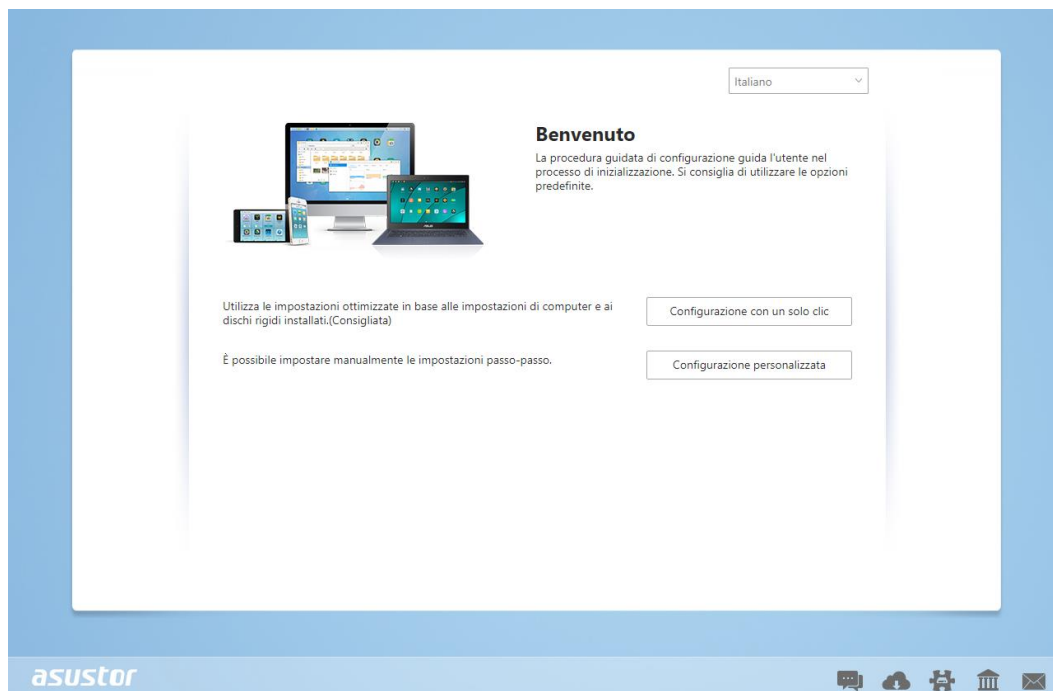 Italiano
Benvenuto
La procedura guidata di configurazione guida l'utente nel
processo di inizializzazione. Si consiglia di utilizzare le opzioni
predefinite.
Utilizza le impostazioni ottimizzate in base alle impostazioni di computer e ai
dischi rigidi installati.(Consigliata)
Configurazione con un solo clic
È possibile impostare manualmente le impostazioni passo-passo.
Configurazione personalizzata
asustor